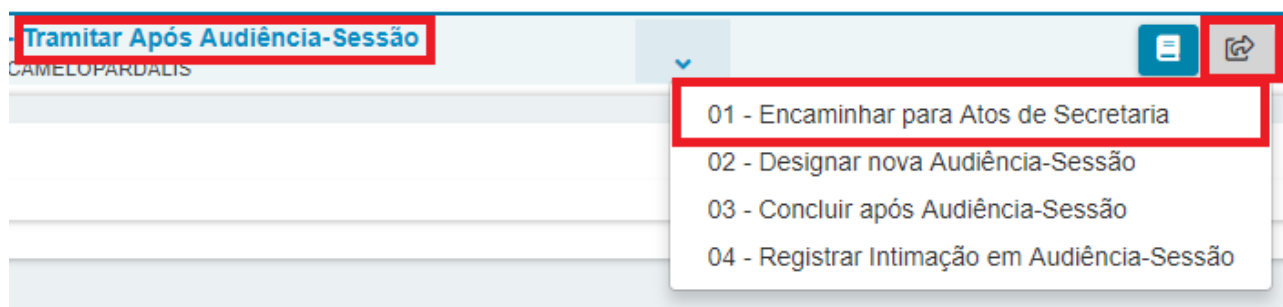 - Tramitar Após Audiência-Sessão
CAMELOPARDALIS
01 - Encaminhar para Atos de Secretaria
02 - Designar nova Audiência-Sessão
03 - Concluir após Audiência-Sessão
04 - Registrar Intimação em Audiência-Sessão